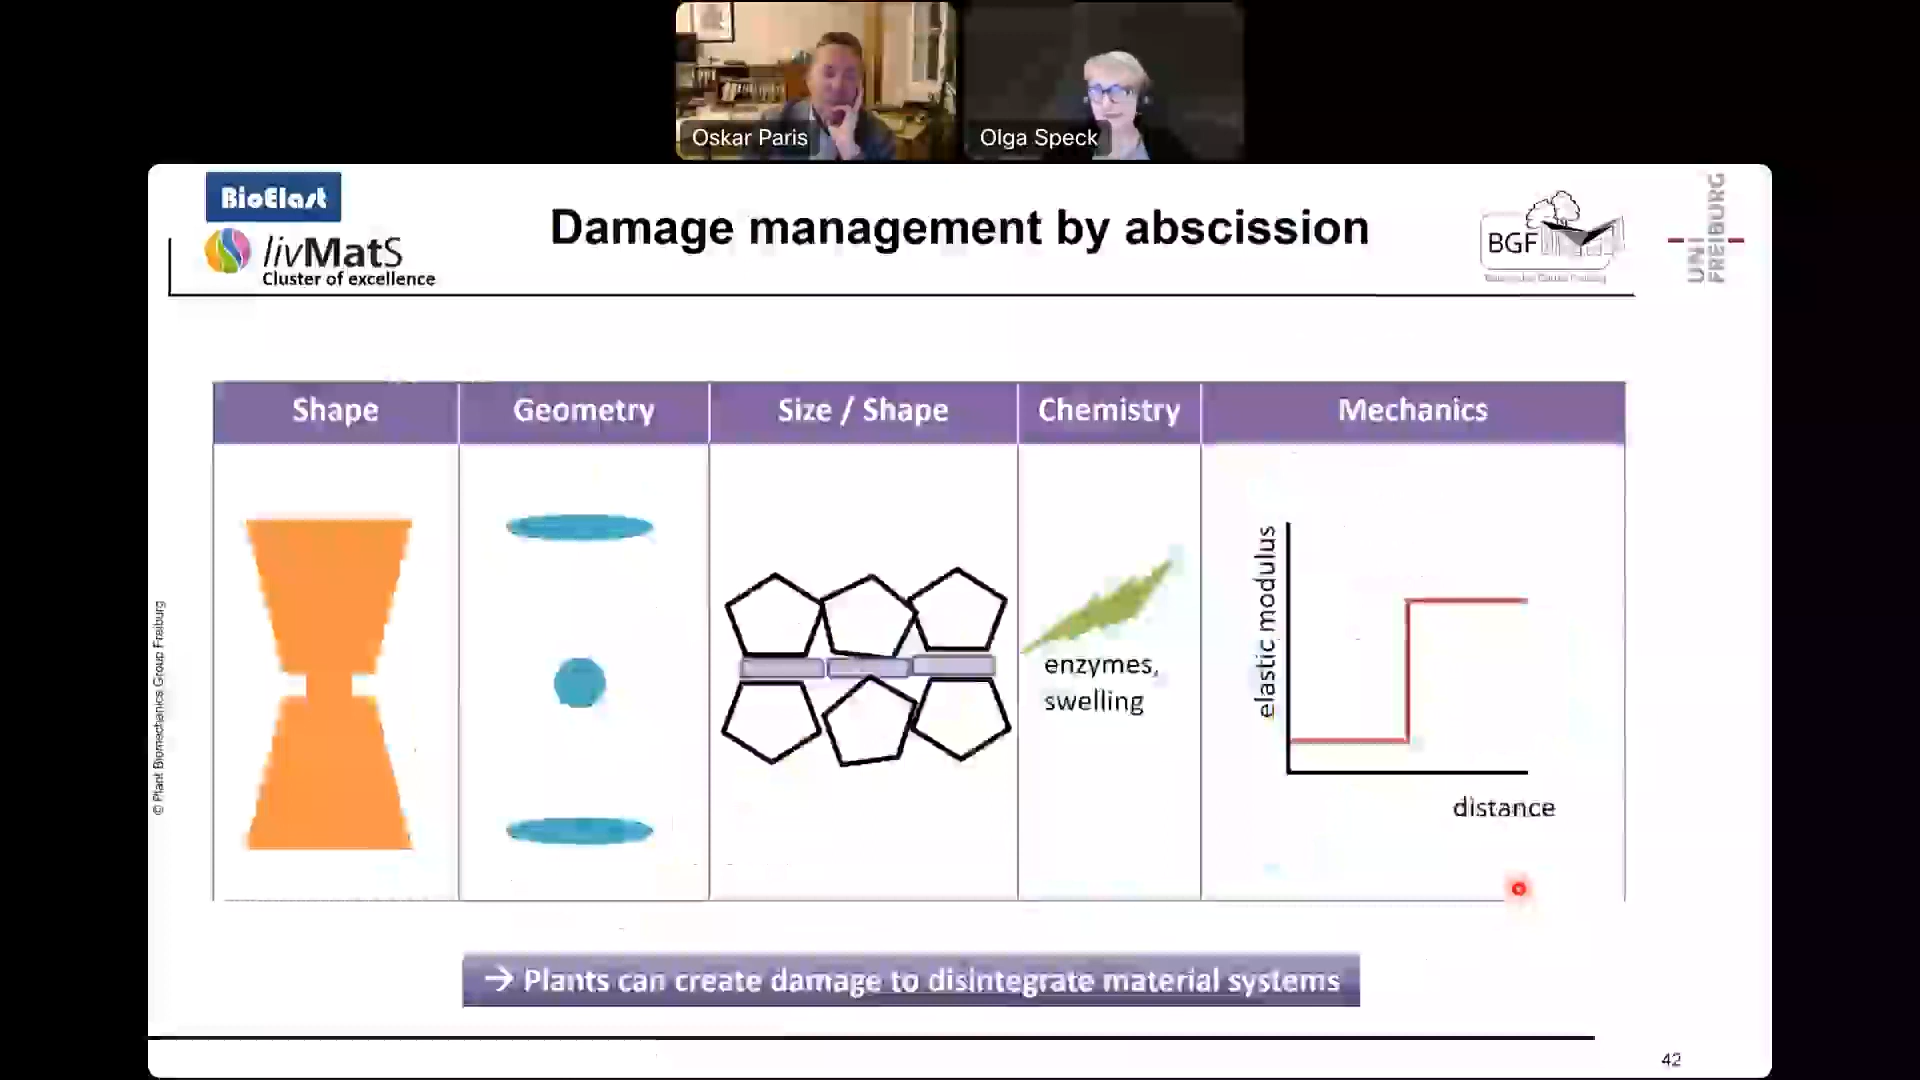 Oskar Paris
Olga Speck
BioElast
livMatS
Cluster of excellence
Damage management by abscission
BGF
UNI
FREIBURG
Shape
Geometry
Size / Shape
Chemistry
Mechanics
enzymes,
swelling
elastic modulus
distance
© Plant Biomechanics Group Freiburg
→ Plants can create damage to disintegrate material systems
42